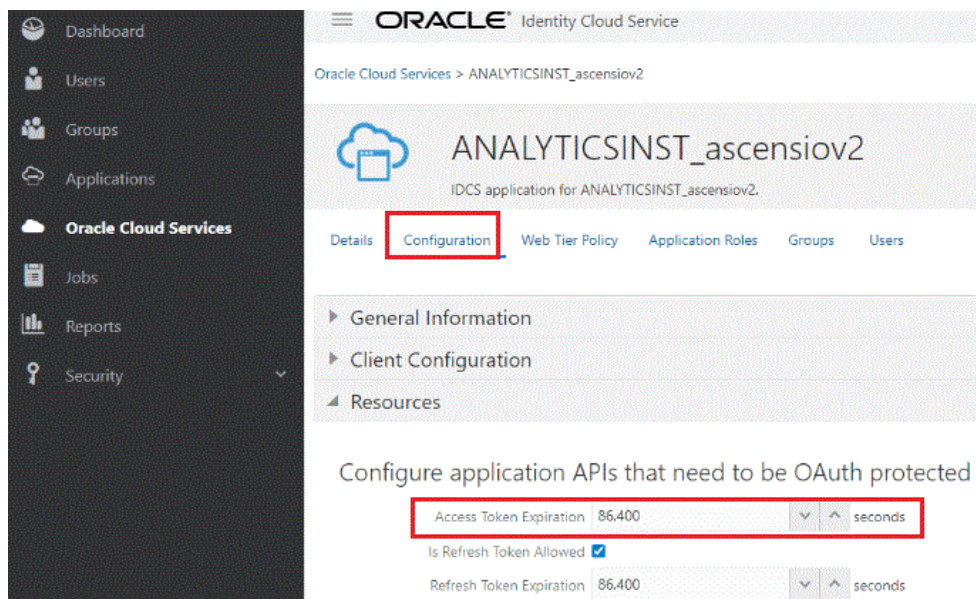 Dashboard
Users
Groups
Applications
Oracle Cloud Services
Jobs
Reports
Security
ORACLE® Identity Cloud Service
Oracle Cloud Services > ANALYTICSINST_ascensiov2
ANALYTICSINST_ascensiov2
IDCS application for ANALYTICSINST_ascensiov2.
Details Configuration Web Tier Policy Application Roles Groups Users
General Information
Client Configuration
Resources
Configure application APIs that need to be OAuth protected
Access Token Expiration 86,400 seconds
Is Refresh Token Allowed
Refresh Token Expiration 86,400 seconds